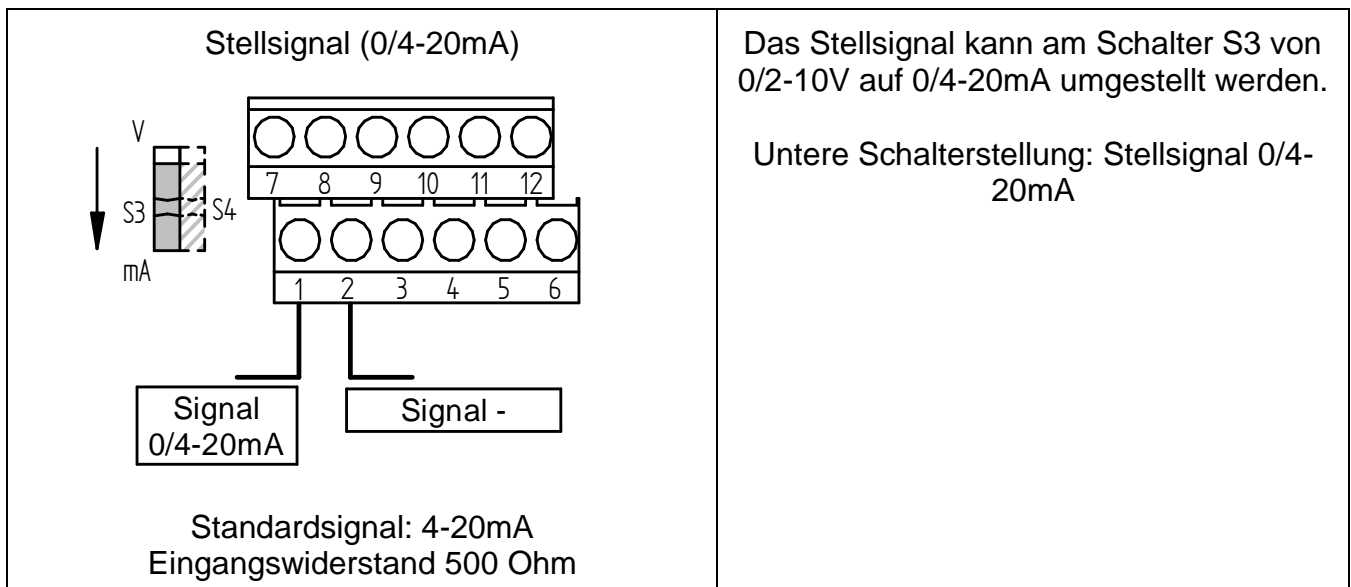 Stellsignal (0/4-20mA)
V
S3
S4
mA
7 8 9 10 11 12
1 2 3 4 5 6
Signal
0/4-20mA
Signal -
Standardsignal: 4-20mA
Eingangswiderstand 500 Ohm
Das Stellsignal kann am Schalter S3 von
0/2-10V auf 0/4-20mA umgestellt werden.
Untere Schalterstellung: Stellsignal 0/4-
20mA